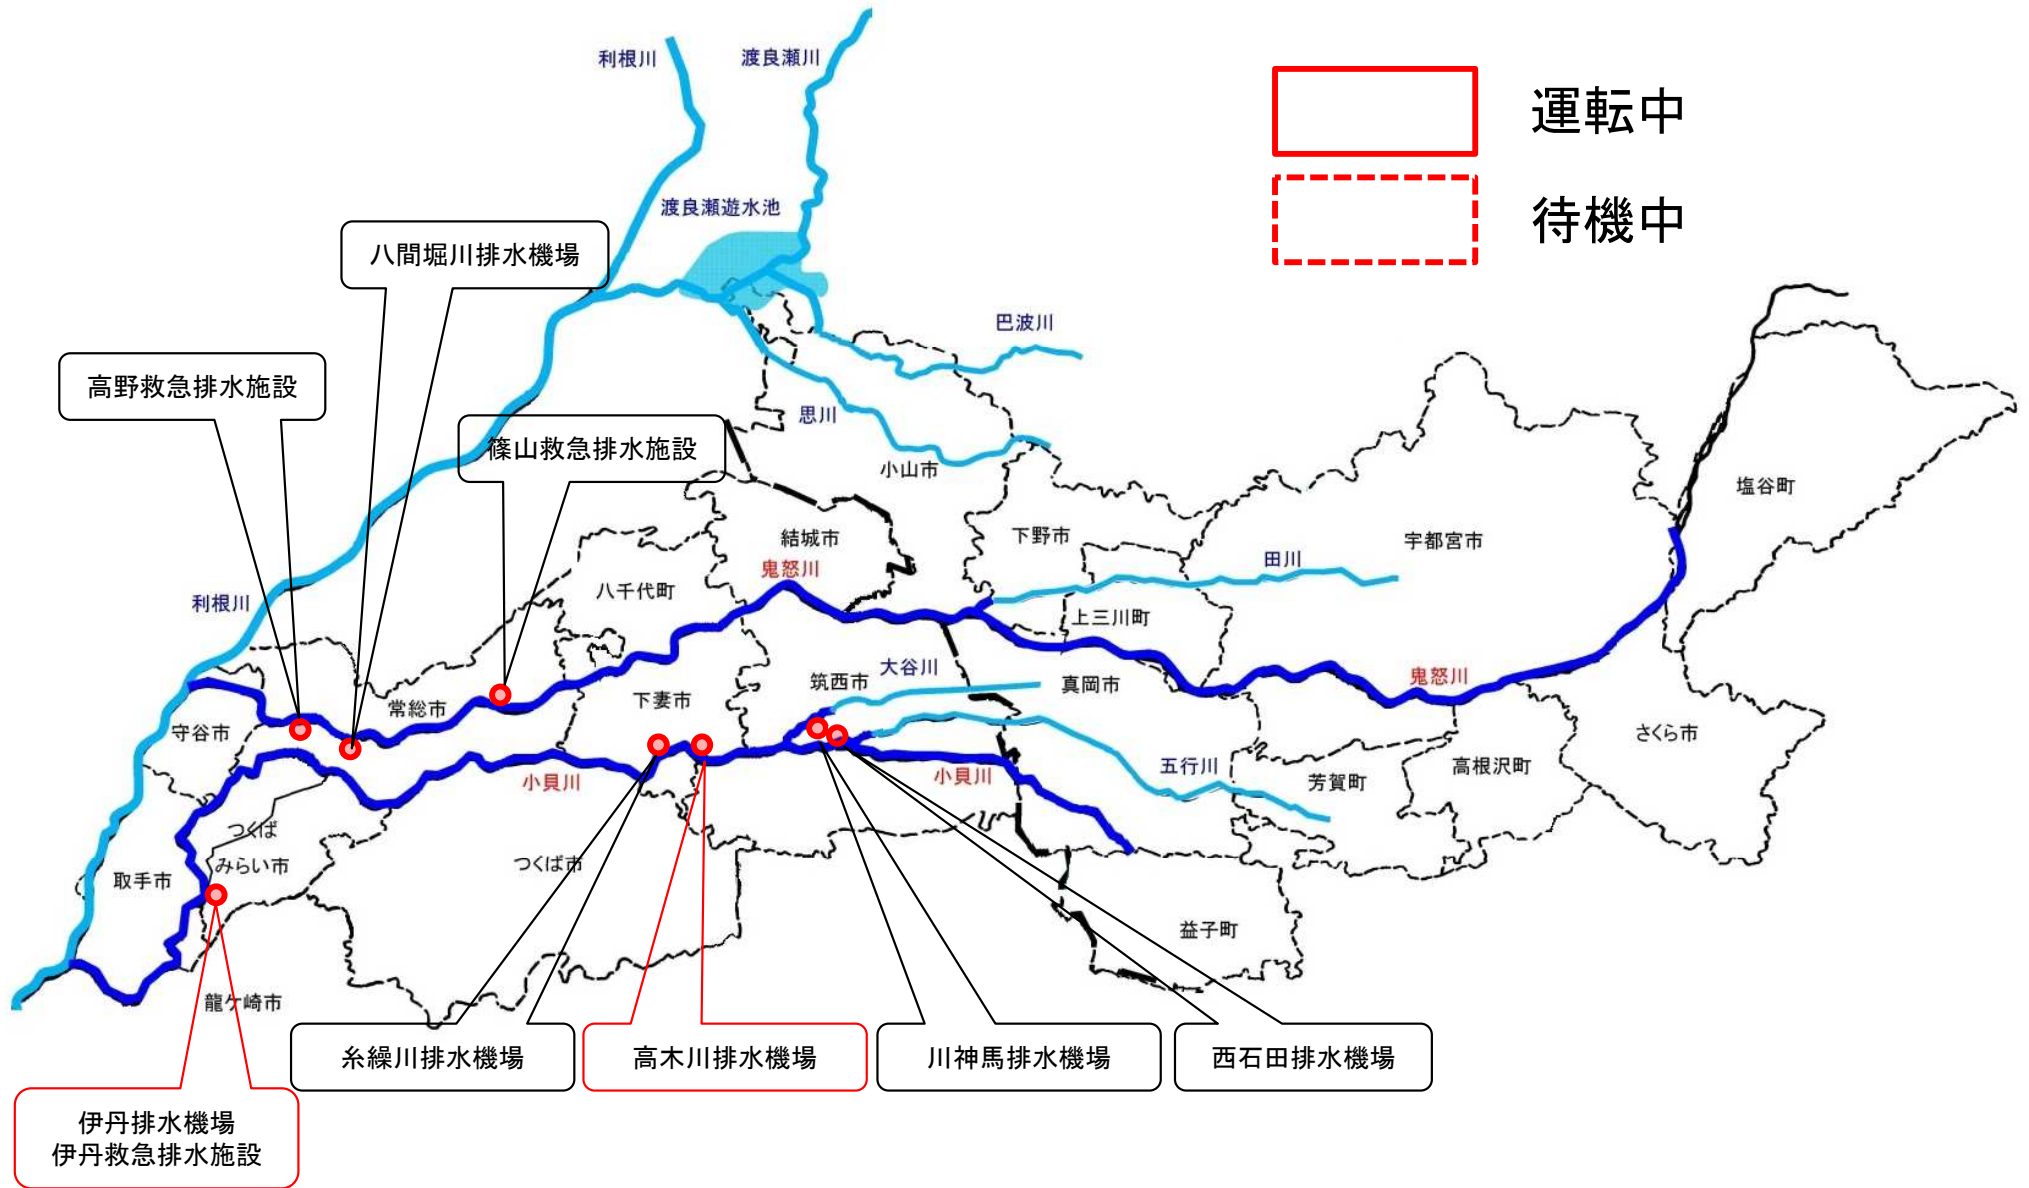 利根川
渡良瀬川
運転中
渡良瀬遊水池
待機中
八間堀川排水機場
巴波川
高野救急排水施設
思川
篠山救急排水施設
小山市
塩谷町
結城市
下野市
宇都宮市
鬼怒川
田川
八千代町
利根川
上三川町
大谷川
筑西市
真岡市
鬼怒川
下妻市
常総市
守谷市
さくら市
小貝川
小貝川
五行川
高根沢町
芳賀町
つくば
みらい市
つくば市
取手市
益子町
龍ケ崎市
糸繰川排水機場
高木川排水機場
川神馬排水機場
西石田排水機場
伊丹排水機場
伊丹救急排水施設